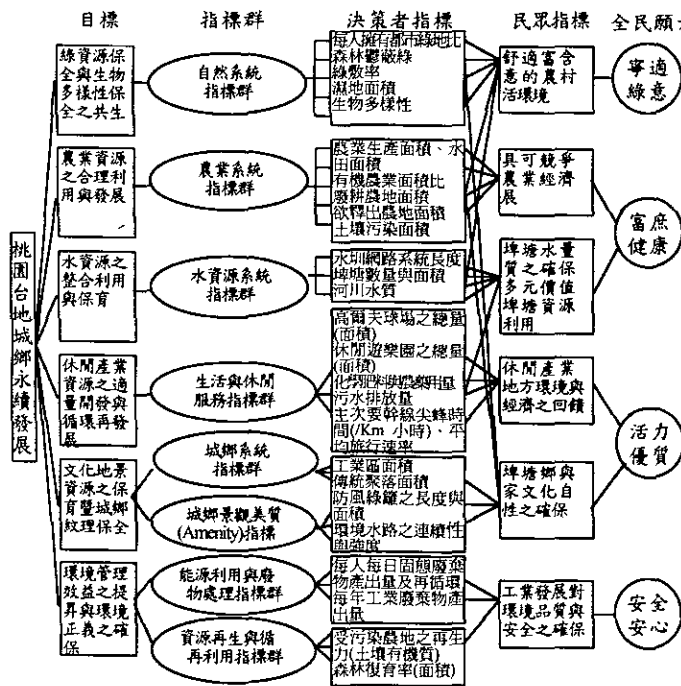 目標
指標群
決策者指標
民眾指標
全民願
桃園台地城鄉永續發展
綠資源保
全與生物
多樣性保
全之共生
農業資源
之合理利
用與發展
水資源之
整合利用
與保育
休閒產業
資源之適
量開發與
循環再發
展
文化地景
資源之保
育暨城鄉
紋理保全
環境管理
效益之提
昇與環境
正義之確
保
自然系統
指標群
農業系統
指標群
水資源系統
指標群
生活與休閒
服務指標群
城鄉系統
指標群
城鄉景觀美質
(Amenity)指標
能源利用與廢
物處理指標群
資源再生與循
再利用指標群
每人擁有都市綠地比
森林鬱蔽綠
綠敷率
濕地面積
生物多樣性
農業生產面積、水
田面積
有機農業面積比
廢耕農地面積
欲釋出農地面積
土壤污染面積
水圳網路系統長度
埤塘數量與面積
河川水質
高爾夫球場之總量
(面積)
休閒遊樂園之總量
(面積)
化學肥料與農藥用量
污水排放量
主次要幹線尖鋒時
間(/Km 小時)、平
均旅行速率
工業區面積
傳統聚落面積
防風綠籬之長度與
面積
環境水路之連續性
與強度
每人每日固態廢棄
物產出量及再循環
每年工業廢棄物產
出量
受污染農地之再生
力(土壤有機質)
森林復育率(面積)
舒適富含
意的農村
活環境
具可競爭
農業經濟
展
埤塘水量
質之確保
多元價值
埤塘資源
利用
休閒產業
地方環境與
經濟之回饋
埤塘鄉與
家文化自
性之確保
工業發展對
環境品質與
安全之確保
寧適
綠意
富庶
健康
活力
優質
安全
安心